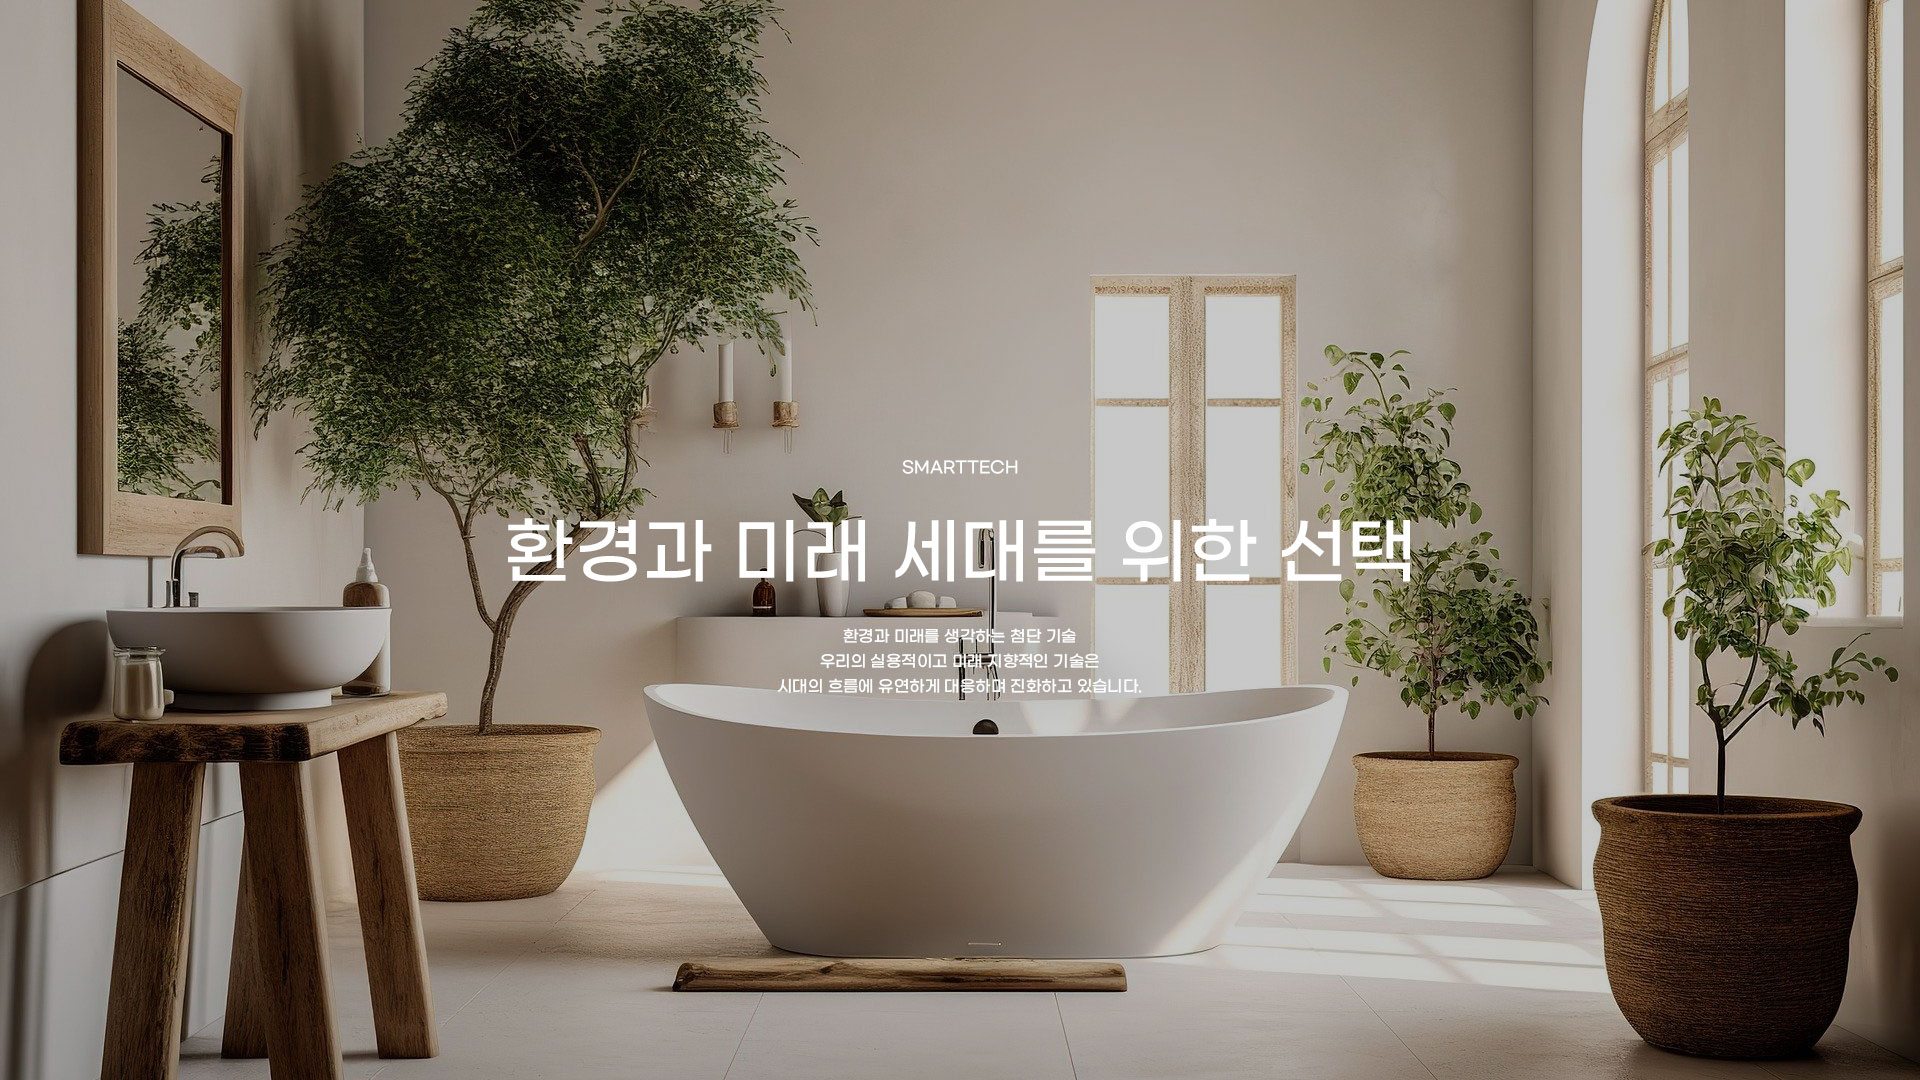 SMARTTECH
환경과 미래 세대를 위한 선택
환경과 미래를 생각하는 첨단 기술
우리의 실용적이고 미래 지향적인 기술은
시대의 흐름에 유연하게 대응하며 진화하고 있습니다.